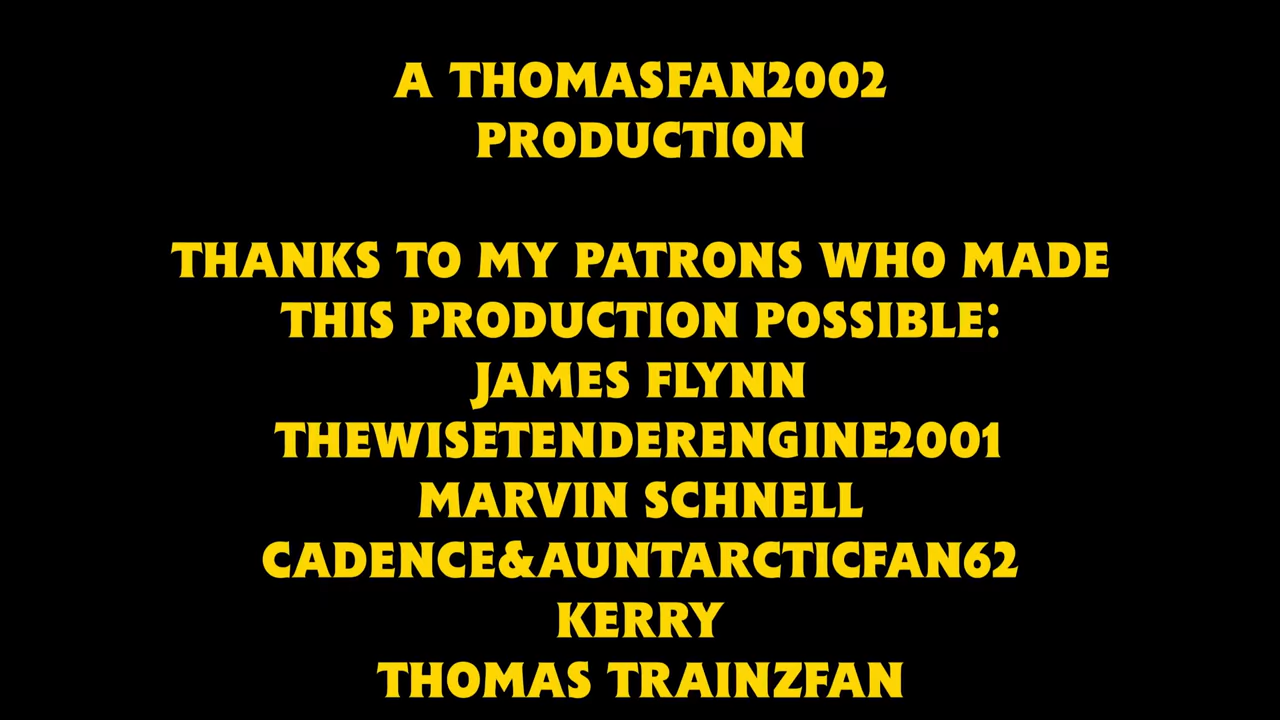 A THOMASFAN2002
PRODUCTION
THANKS TO MY PATRONS WHO MADE
THIS PRODUCTION POSSIBLE:
JAMES FLYNN
THEWISETENDERENGINE2001
MARVIN SCHNELL
CADENCE&AUNTARCTICFAN62
KERRY
THOMAS TRAINZFAN